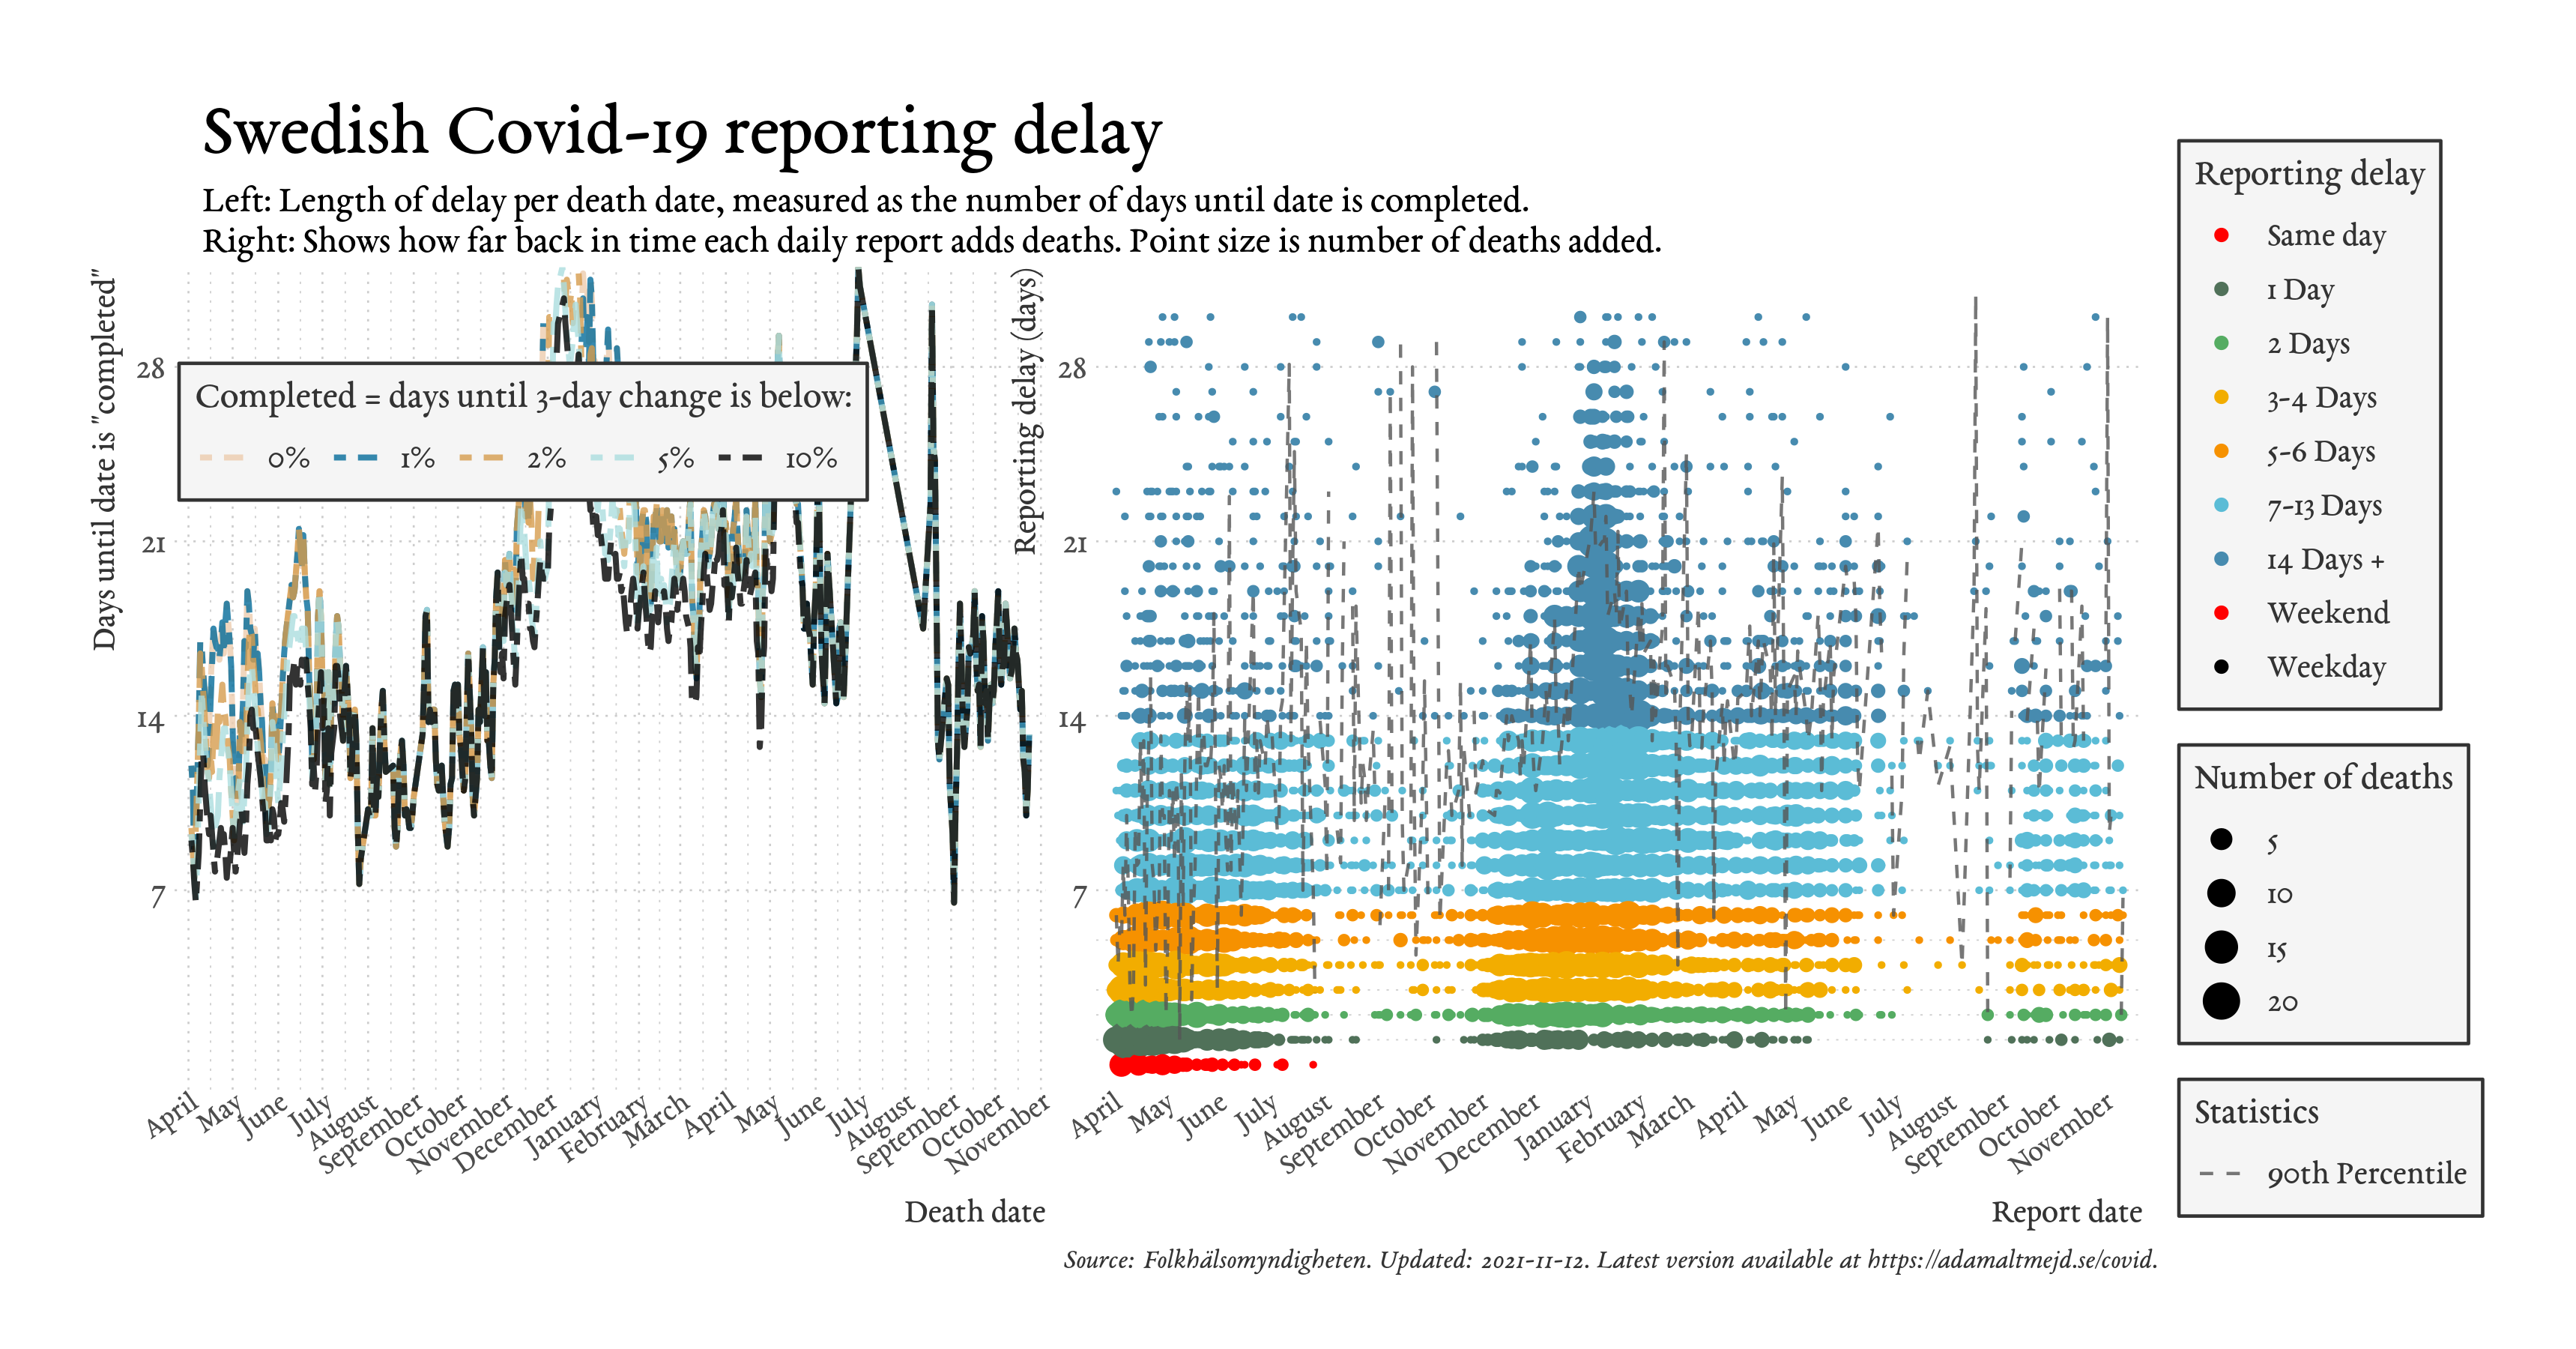 Swedish Covid-19 reporting delay
Left: Length of delay per death date, measured as the number of days until date is completed.
Right: Shows how far back in time each daily report adds deaths. Point size is number of deaths added.
Days until date is "completed"
28
21
14
7
Completed = days until 3-day change is below:
0% 1% 2% 5% 10%
April May June July August September October November December January February March April May June July August September October November
Death date
Reporting delay (days)
28
21
14
7
April May June July August September October November December January February March April May June July August September October November
Report date
Reporting delay
Same day
1 Day
2 Days
3-4 Days
5-6 Days
7-13 Days
14 Days +
Weekend
Weekday
Number of deaths
5
10
15
20
Statistics
90th Percentile
Source: Folkhälsomyndigheten. Updated: 2021-11-12. Latest version available at https://adamaltmejd.se/covid.